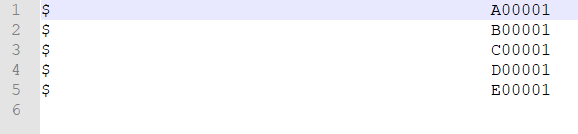 1 $ A00001
2 $ B00001
3 $ C00001
4 $ D00001
5 $ E00001
6